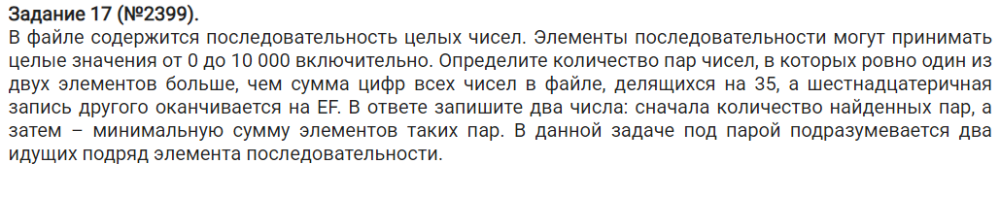 Задание 17 (№2399).
В файле содержится последовательность целых чисел. Элементы последовательности могут принимать
целые значения от 0 до 10 000 включительно. Определите количество пар чисел, в которых ровно один из
двух элементов больше, чем сумма цифр всех чисел в файле, делящихся на 35, а шестнадцатеричная
запись другого оканчивается на EF. В ответе запишите два числа: сначала количество найденных пар, а
затем – минимальную сумму элементов таких пар. В данной задаче под парой подразумевается два
идущих подряд элемента последовательности.